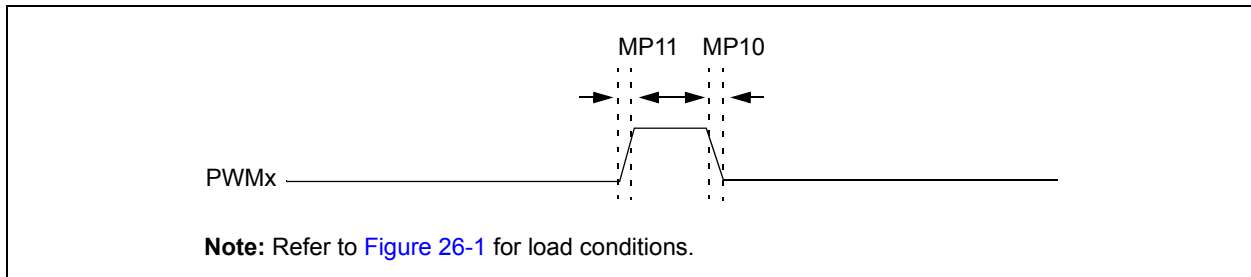 MP11 MP10
PWMx
Note: Refer to Figure 26-1 for load conditions.